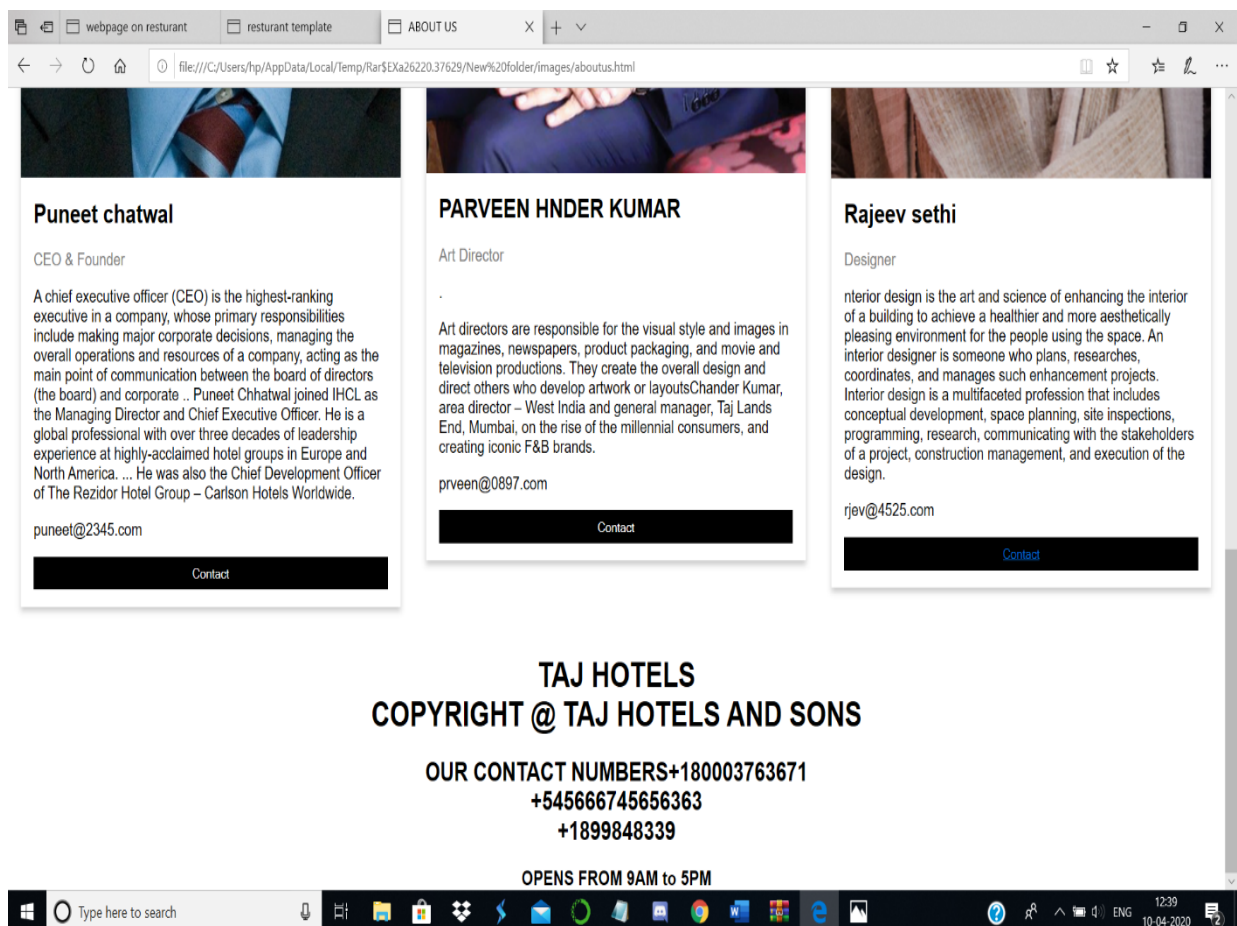 webpage on resturant
resturant template
ABOUT US
file:///C:/Users/hp/AppData/Local/Temp/Rar$EXa26220.37629/New%20folder/images/aboutus.html
Puneet chatwal
CEO & Founder
A chief executive officer (CEO) is the highest-ranking
executive in a company, whose primary responsibilities
include making major corporate decisions, managing the
overall operations and resources of a company, acting as the
main point of communication between the board of directors
(the board) and corporate .. Puneet Chhatwal joined IHCL as
the Managing Director and Chief Executive Officer. He is a
global professional with over three decades of leadership
experience at highly-acclaimed hotel groups in Europe and
North America. ... He was also the Chief Development Officer
of The Rezidor Hotel Group – Carlson Hotels Worldwide.
puneet@2345.com
Contact
PARVEEN HNDER KUMAR
Art Director
.
Art directors are responsible for the visual style and images in
magazines, newspapers, product packaging, and movie and
television productions. They create the overall design and
direct others who develop artwork or layoutsChander Kumar,
area director – West India and general manager, Taj Lands
End, Mumbai, on the rise of the millennial consumers, and
creating iconic F&B brands.
prveen@0897.com
Contact
Rajeev sethi
Designer
nterior design is the art and science of enhancing the interior
of a building to achieve a healthier and more aesthetically
pleasing environment for the people using the space. An
interior designer is someone who plans, researches,
coordinates, and manages such enhancement projects.
Interior design is a multifaceted profession that includes
conceptual development, space planning, site inspections,
programming, research, communicating with the stakeholders
of a project, construction management, and execution of the
design.
rjev@4525.com
Contact
TAJ HOTELS
COPYRIGHT @ TAJ HOTELS AND SONS
OUR CONTACT NUMBERS+180003763671
+545666745656363
+1899848339
OPENS FROM 9AM to 5PM
Type here to search
ENG
12:39
10-04-2020
2